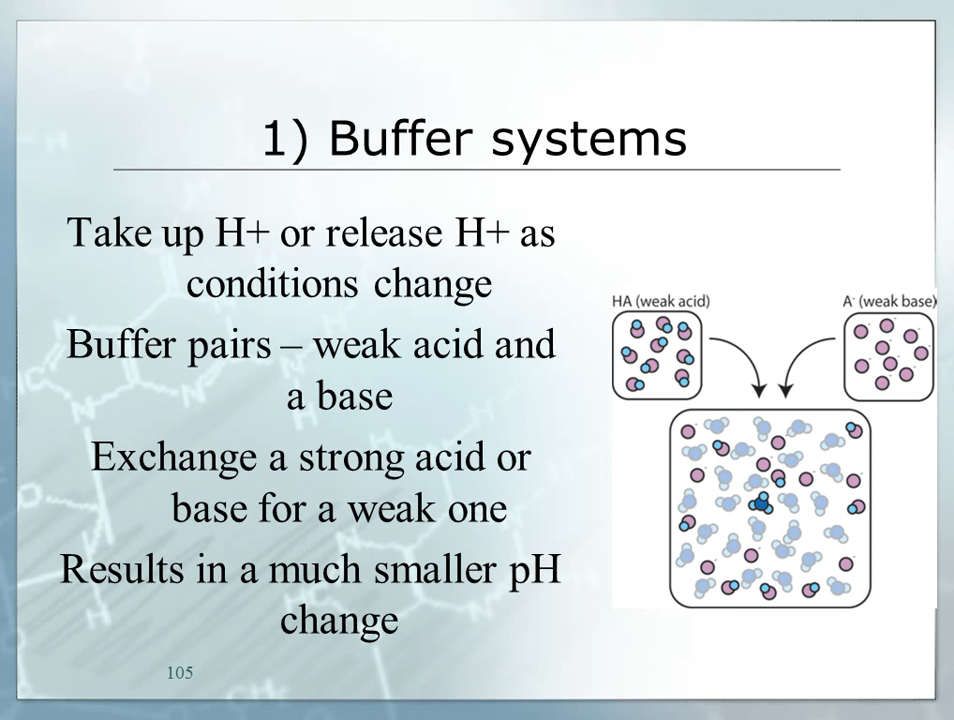 1) Buffer systems
Take up H+ or release H+ as
conditions change
Buffer pairs – weak acid and
a base
Exchange a strong acid or
base for a weak one
Results in a much smaller pH
change
HA (weak acid)
A⁻ (weak base)
105